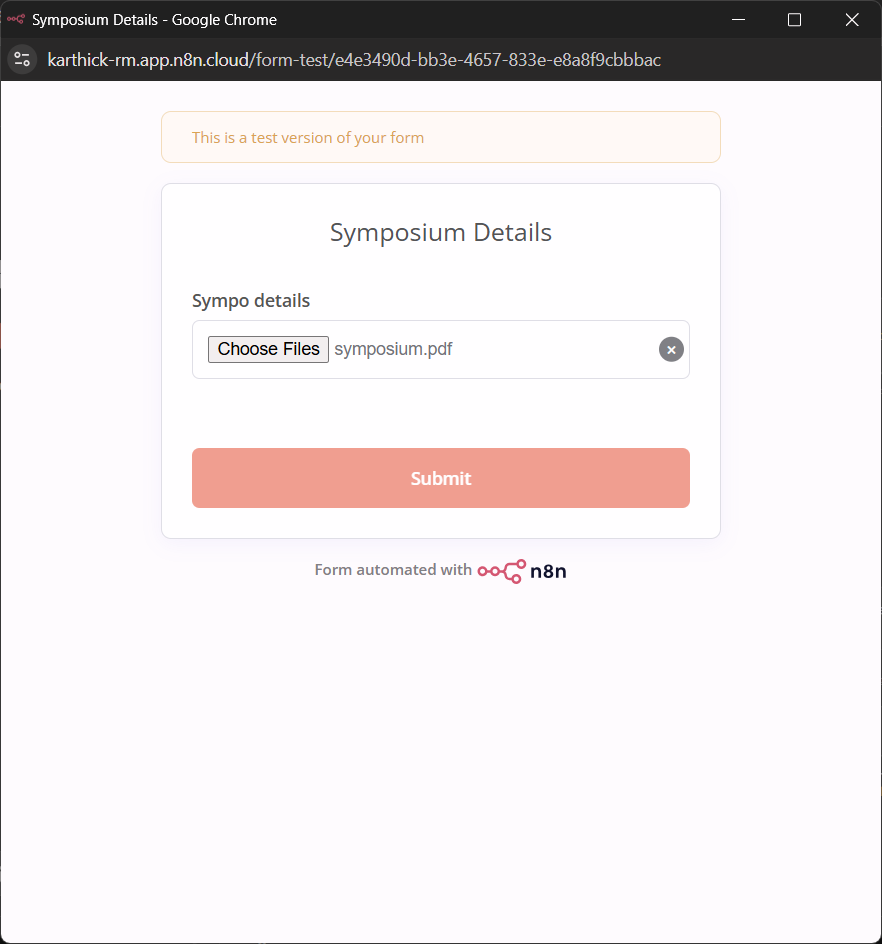 Symposium Details - Google Chrome
karthick-rm.app.n8n.cloud/form-test/e4e3490d-bb3e-4657-833e-e8a8f9cbbbac
This is a test version of your form
Symposium Details
Sympo details
Choose Files symposium.pdf
Submit
Form automated with n8n